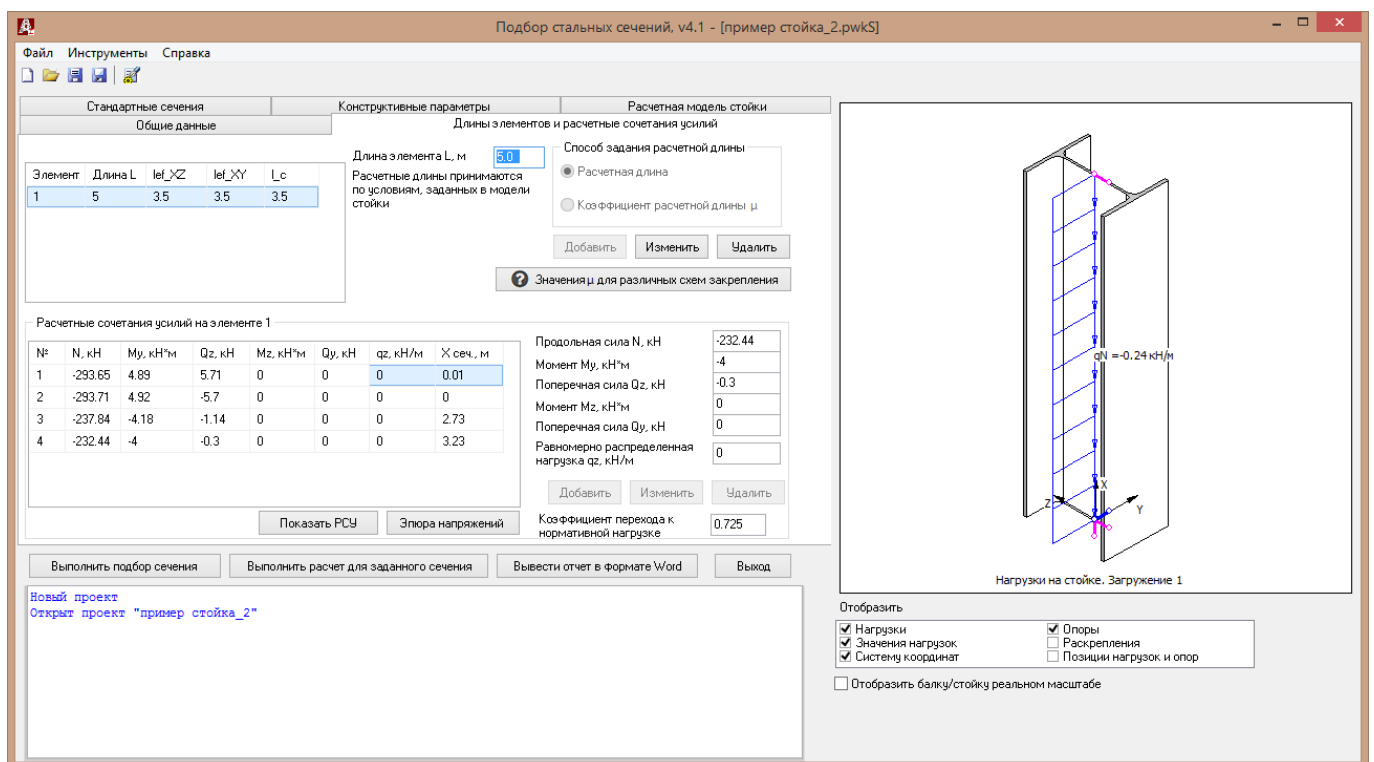 Подбор стальных сечений, v4.1 - [пример стойка_2.pwkS]
Файл Инструменты Справка
Стандартные сечения Конструктивные параметры Расчетная модель стойки
Общие данные Длины элементов и расчетные сочетания усилий
Элемент Длина L lef_XZ lef_XY l_c
1 5 3.5 3.5 3.5
Длина элемента L, м 5.0
Расчетные длины принимаются
по условиям, заданных в модели
стойки
Способ задания расчетной длины
Расчетная длина
Коэффициент расчетной длины μ
Добавить Изменить Удалить
? Значения μ для различных схем закрепления
Расчетные сочетания усилий на элементе 1
№ N, кН My, кН*м Qz, кН Mz, кН*м Qy, кН qz, кН/м X сеч., м
1 -293.65 4.89 5.71 0 0 0 0.01
2 -293.71 4.92 -5.7 0 0 0 0
3 -237.84 -4.18 -1.14 0 0 0 2.73
4 -232.44 -4 -0.3 0 0 0 3.23
Продольная сила N, кН -232.44
Момент My, кН*м -4
Поперечная сила Qz, кН -0.3
Момент Mz, кН*м 0
Поперечная сила Qy, кН 0
Равномерно распределенная
нагрузка qz, кН/м 0
Добавить Изменить Удалить
Показать РСУ Эпюра напряжений
Коэффициент перехода к
нормативной нагрузке 0.725
Выполнить подбор сечения Выполнить расчет для заданного сечения Вывести отчет в формате Word Выход
Новый проект
Открыт проект "пример стойка_2"
qN =-0.24 кН/м
X
Z
Y
Нагрузки на стойке. Загружение 1
Отобразить
Нагрузки Опоры
Значения нагрузок Раскрепления
Систему координат Позиции нагрузок и опор
Отобразить балку/стойку реальном масштабе